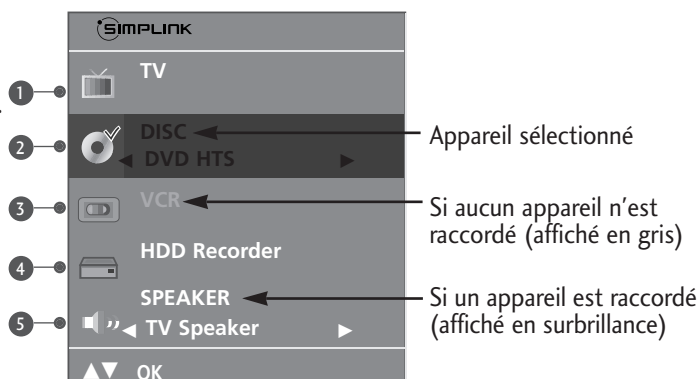 SIMPLINK
1
TV
2
DISC
Appareil sélectionné
◀ DVD HTS ▶
3
VCR
Si aucun appareil n’est
raccordé (affiché en gris)
4
HDD Recorder
SPEAKER
Si un appareil est raccordé
(affiché en surbrillance)
5
◀ TV Speaker ▶
▲▼ OK